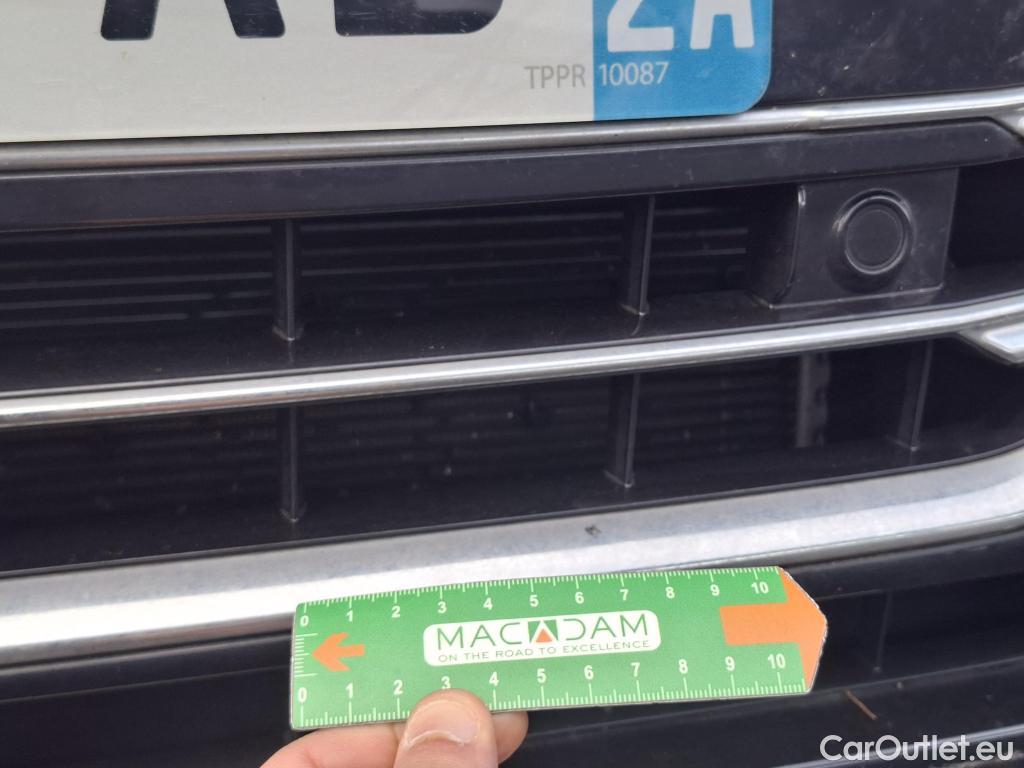 2A
TPPR 10087
0 1 2 3 4 5 6 7 8 9 10
MACADAM
ON THE ROAD TO EXCELLENCE
0 1 2 3 4 5 6 7 8 9 10
CarOutlet.eu